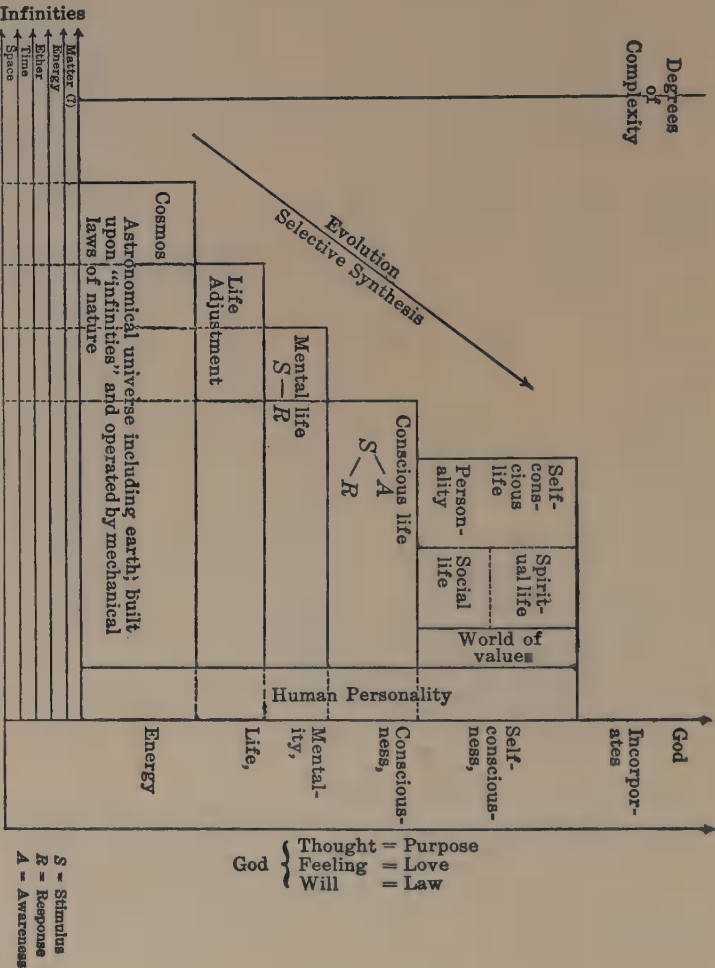 Infinities
Matter (?)
Energy
Ether
Time
Space
Degrees
of
Complexity
Evolution
Selective Synthesis
Cosmos
Astronomical universe including earth; built
upon "infinities" and operated by mechanical
laws of nature
Life
Adjustment
Mental life
S—R
Conscious life
A
S
R
Self-
cons-
cious
life
Person-
ality
Spirit-
ual life
Social
life
World of
values
Human Personality
Energy
Life,
Mental-
ity,
Conscious-
ness,
Self-
conscious-
ness,
God
Incorpor-
ates
God
Thought = Purpose
Feeling = Love
Will = Law
S = Stimulus
R = Response
A = Awareness